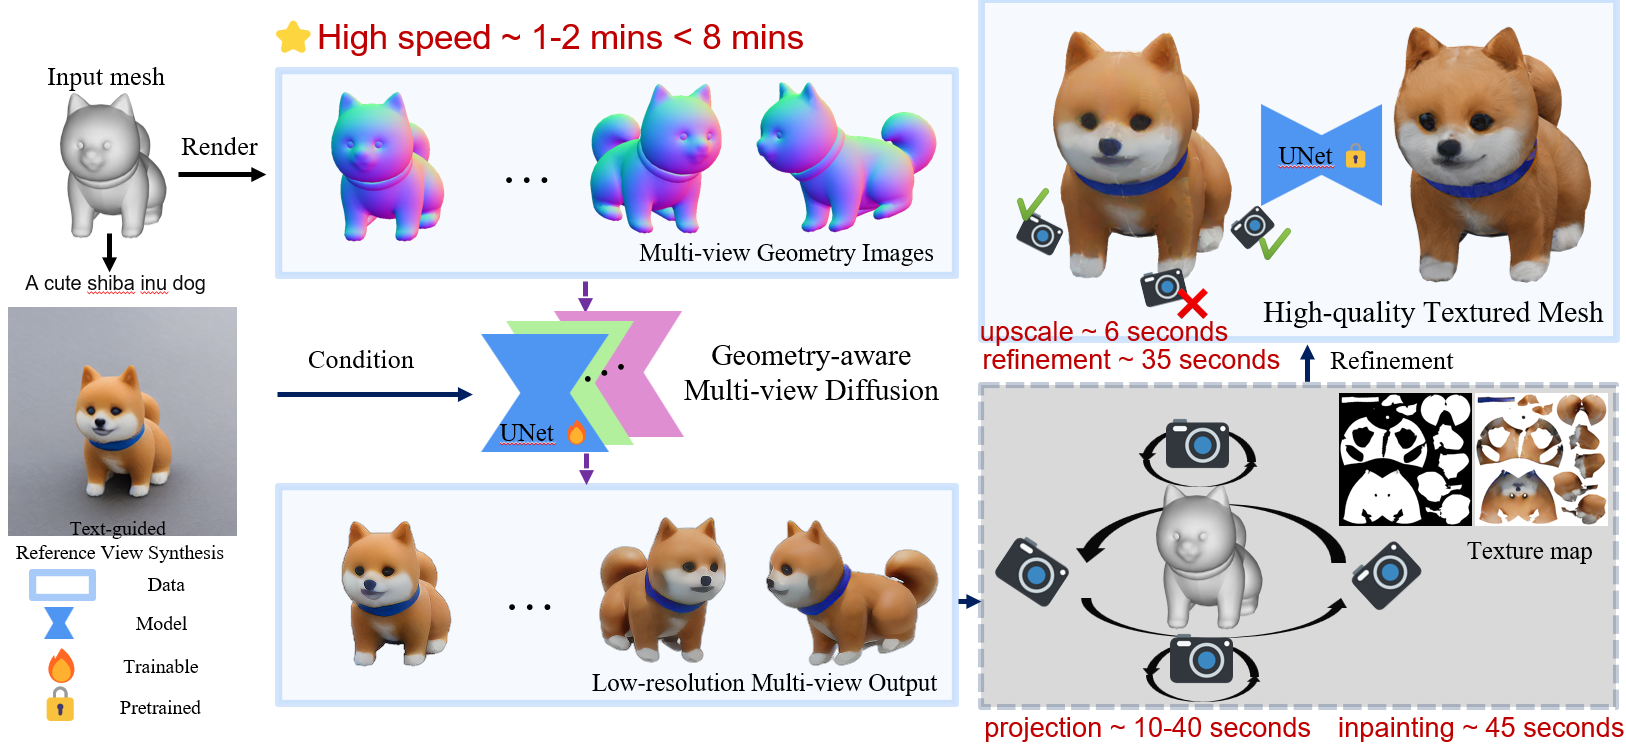 High speed ~ 1-2 mins < 8 mins
Input mesh
Render
A cute shiba inu dog
Multi-view Geometry Images
Condition
UNet
Geometry-aware
Multi-view Diffusion
Text-guided
Reference View Synthesis
Data
Model
Trainable
Pretrained
Low-resolution Multi-view Output
UNet
High-quality Textured Mesh
upscale ~ 6 seconds
refinement ~ 35 seconds
Refinement
Texture map
projection ~ 10-40 seconds
inpainting ~ 45 seconds